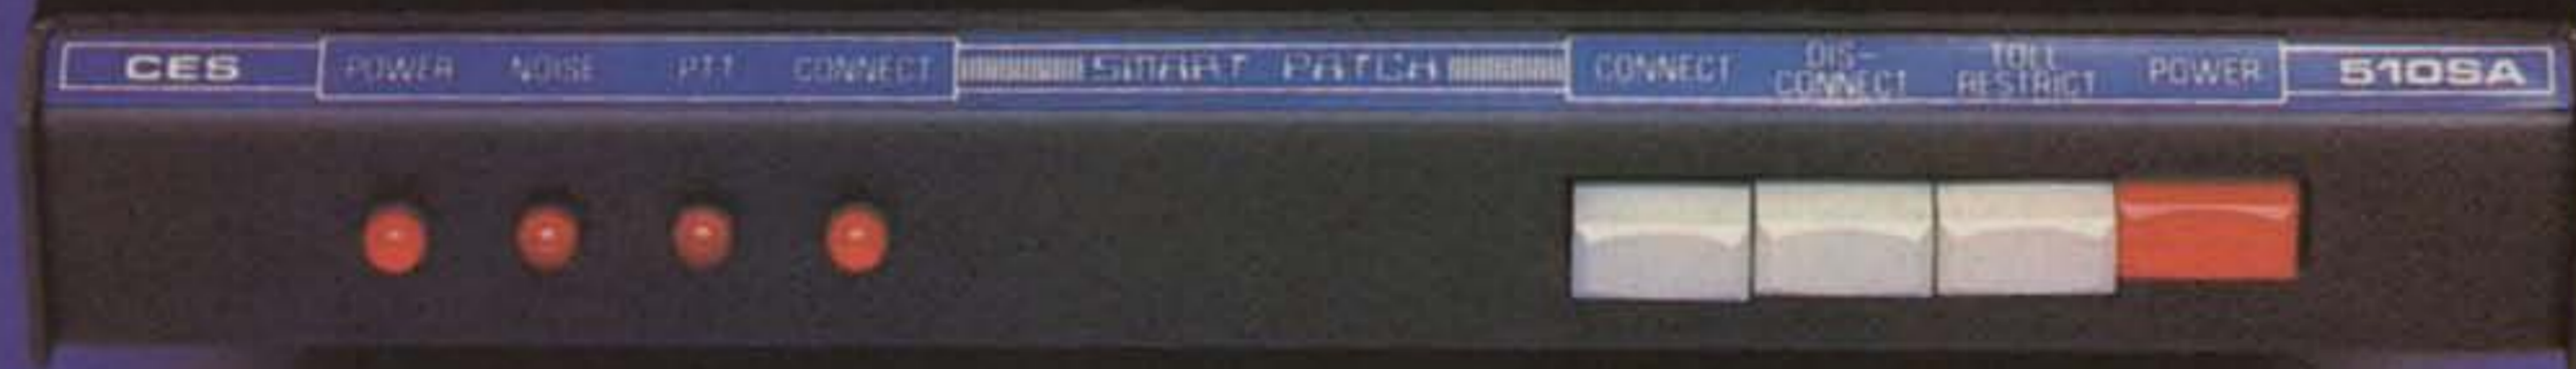 CES POWER NOISE PTT CONNECT SMART PATCH CONNECT DIS-CONNECT TOLL RESTRICT POWER 510SA